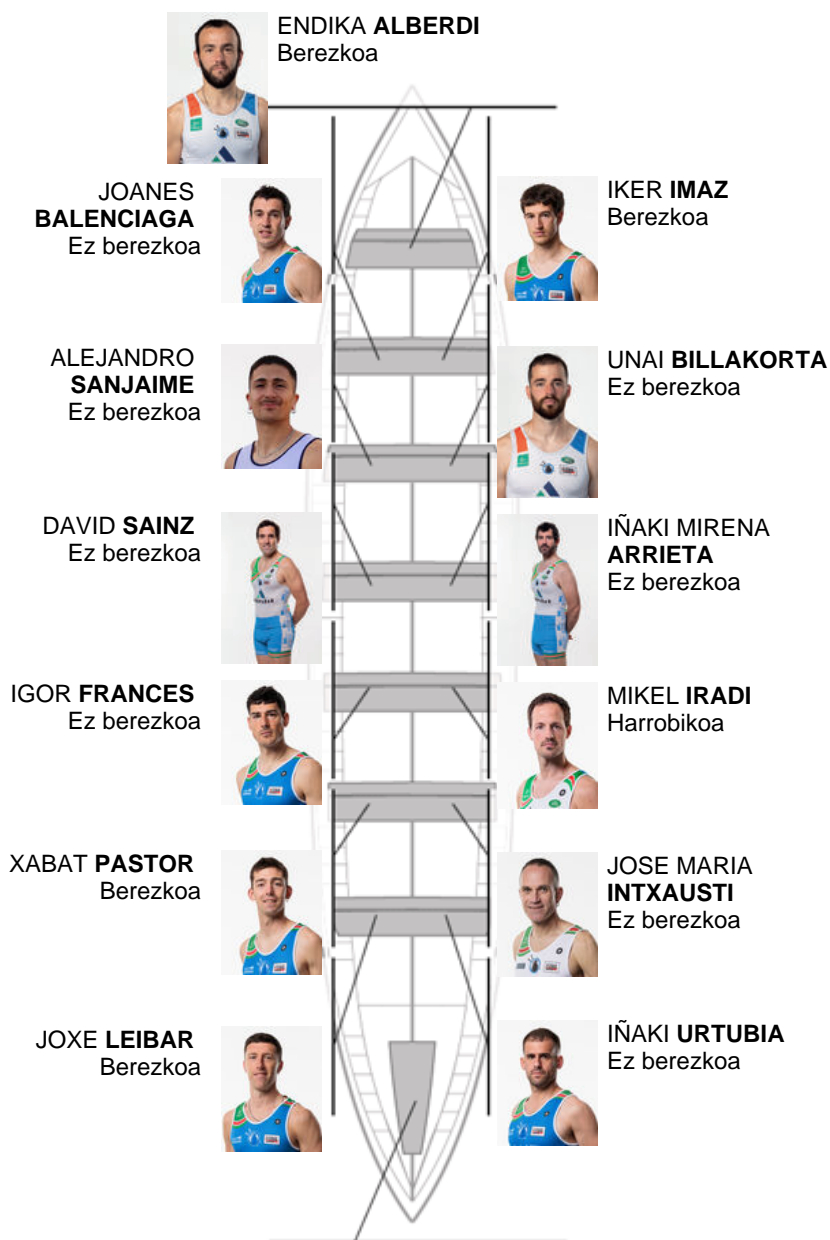 ENDIKA ALBERDI
Berezkoa
JOANES
BALENCIAGA
Ez berezkoa
IKER IMAZ
Berezkoa
ALEJANDRO
SANJAIME
Ez berezkoa
UNAI BILLAKORTA
Ez berezkoa
DAVID SAINZ
Ez berezkoa
IÑAKI MIRENA
ARRIETA
Ez berezkoa
IGOR FRANCES
Ez berezkoa
MIKEL IRADI
Harrobikoa
XABAT PASTOR
Berezkoa
JOSE MARIA
INTXAUSTI
Ez berezkoa
JOXE LEIBAR
Berezkoa
IÑAKI URTUBIA
Ez berezkoa